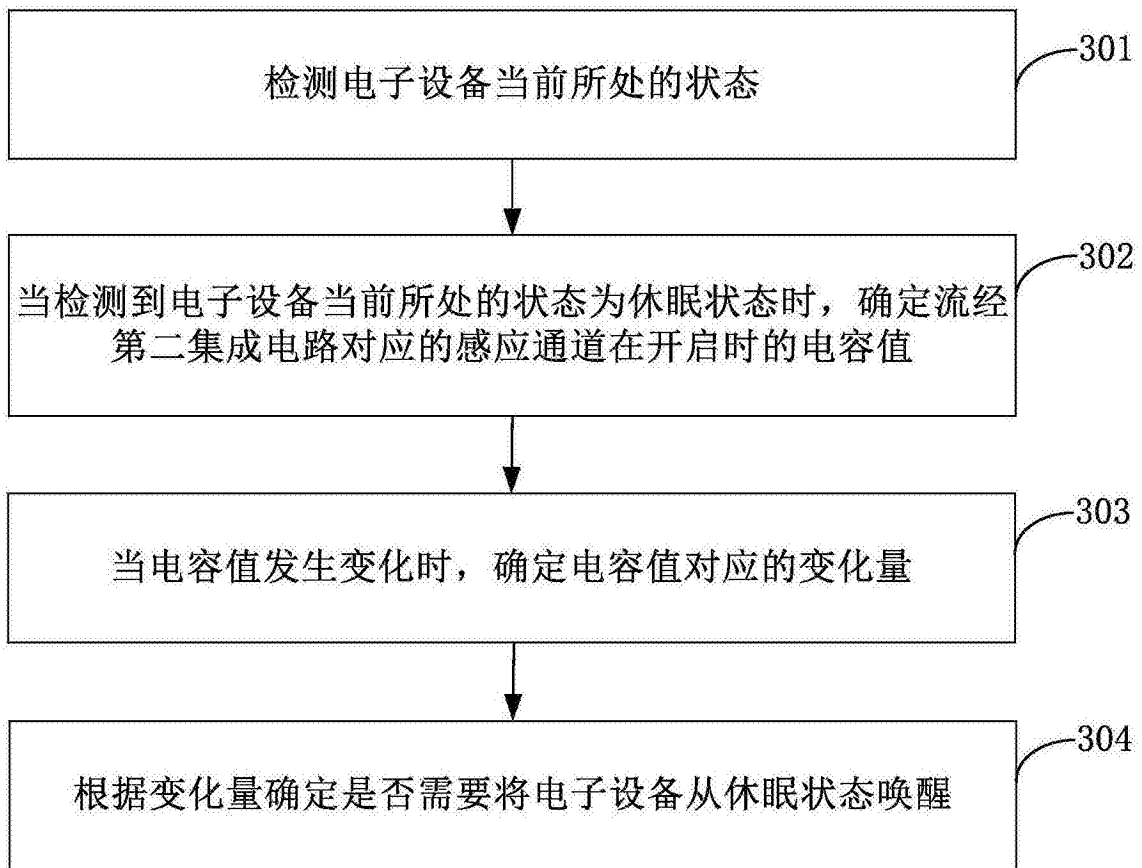 检测电子设备当前所处的状态
301
当检测到电子设备当前所处的状态为休眠状态时，确定流经
第二集成电路对应的感应通道在开启时的电容值
302
当电容值发生变化时，确定电容值对应的变化量
303
根据变化量确定是否需要将电子设备从休眠状态唤醒
304